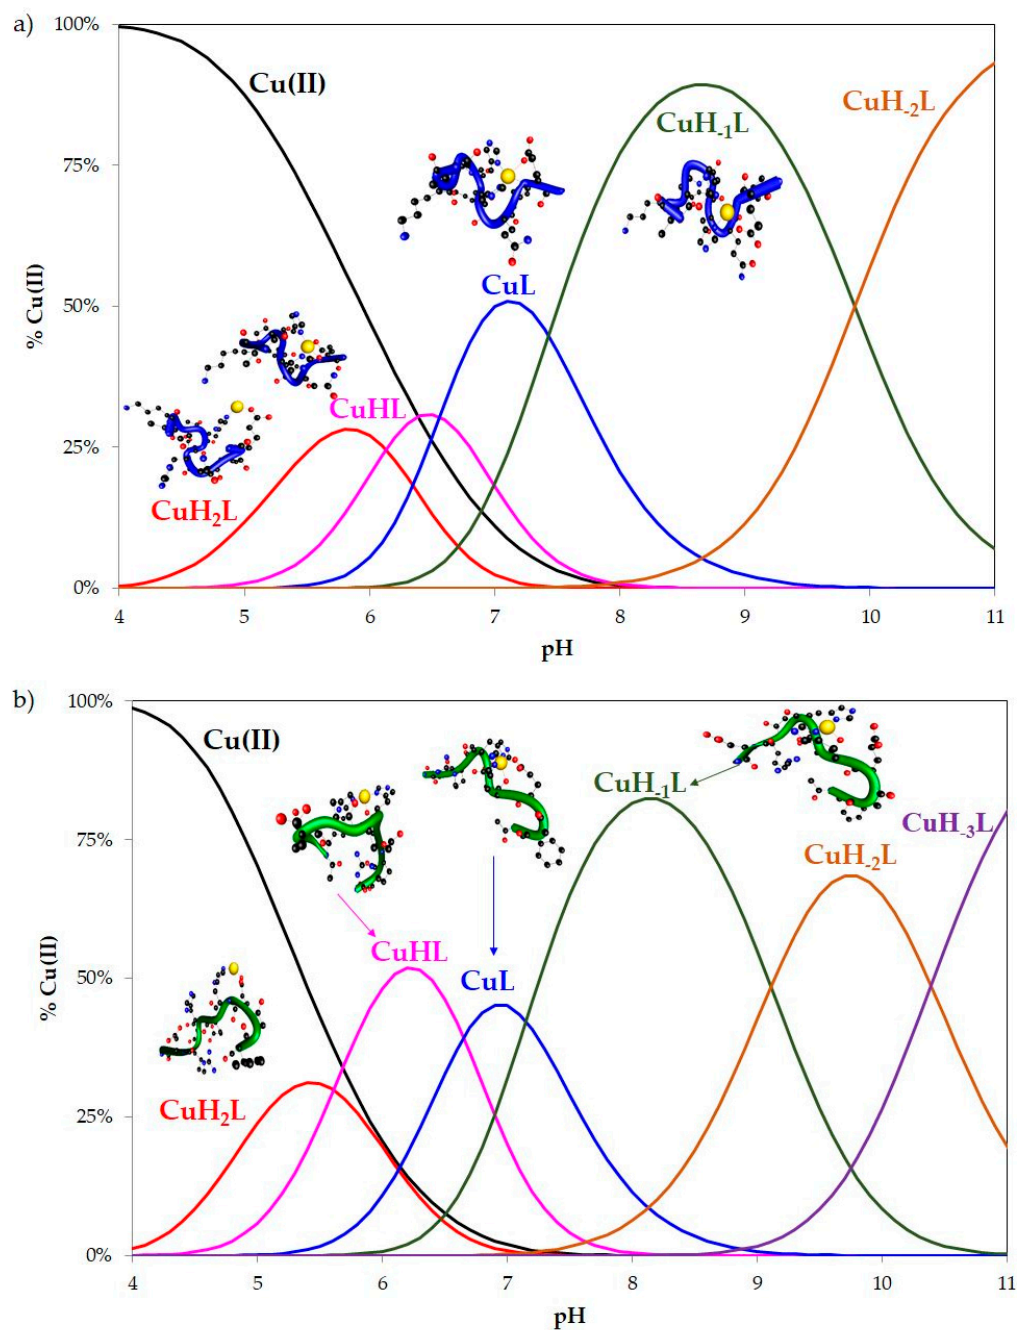 a)
100%
Cu(II)
CuH₋₂L
CuH₋₁L
75%
% Cu(II)
50%
CuL
CuHL
25%
CuH₂L
0%
4 5 6 7 8 9 10 11
pH
b)
100%
Cu(II)
CuH₋₁L
CuH₋₃L
75%
CuH₋₂L
% Cu(II)
CuHL
50%
CuL
25%
CuH₂L
0%
4 5 6 7 8 9 10 11
pH